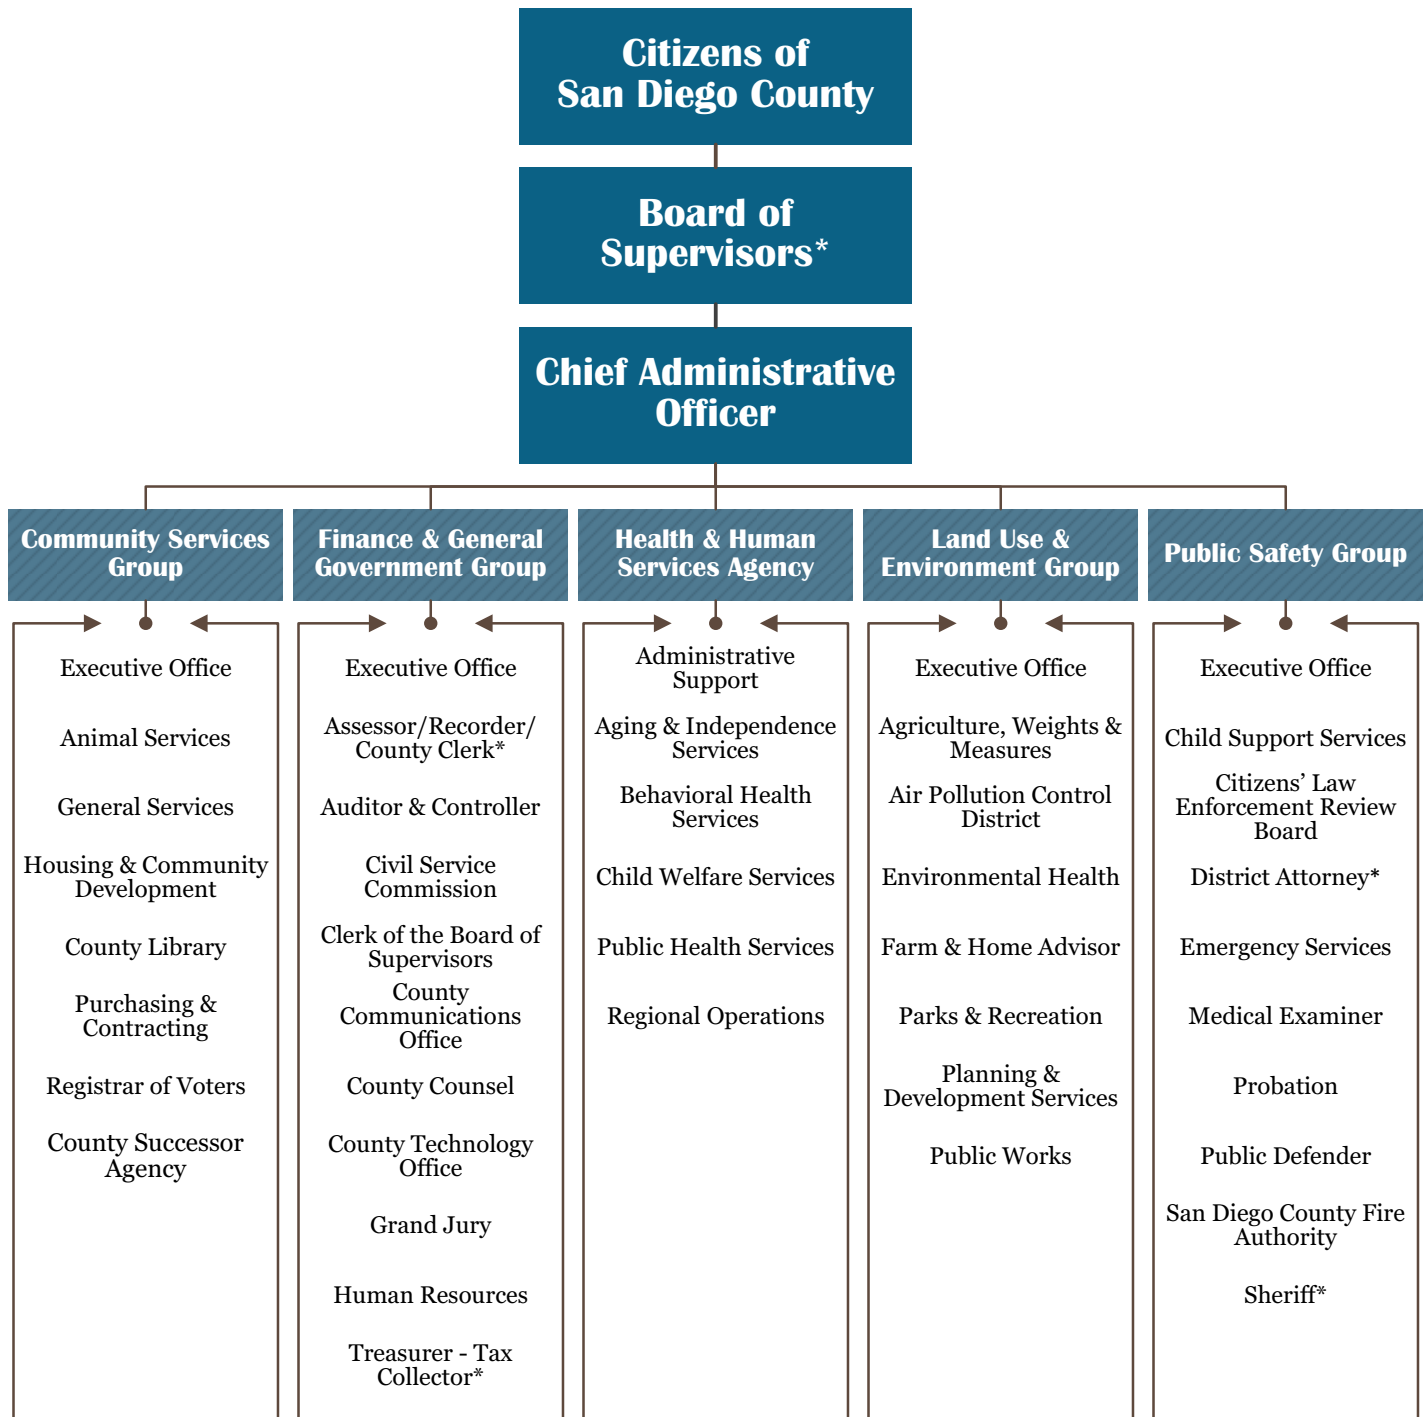 Citizens of
San Diego County
Board of
Supervisors*
Chief Administrative
Officer
Community Services
Group
Executive Office
Animal Services
General Services
Housing & Community
Development
County Library
Purchasing &
Contracting
Registrar of Voters
County Successor
Agency
Finance & General
Government Group
Executive Office
Assessor/Recorder/
County Clerk*
Auditor & Controller
Civil Service
Commission
Clerk of the Board of
Supervisors
County
Communications
Office
County Counsel
County Technology
Office
Grand Jury
Human Resources
Treasurer - Tax
Collector*
Health & Human
Services Agency
Administrative
Support
Aging & Independence
Services
Behavioral Health
Services
Child Welfare Services
Public Health Services
Regional Operations
Land Use &
Environment Group
Executive Office
Agriculture, Weights &
Measures
Air Pollution Control
District
Environmental Health
Farm & Home Advisor
Parks & Recreation
Planning &
Development Services
Public Works
Public Safety Group
Executive Office
Child Support Services
Citizens’ Law
Enforcement Review
Board
District Attorney*
Emergency Services
Medical Examiner
Probation
Public Defender
San Diego County Fire
Authority
Sheriff*